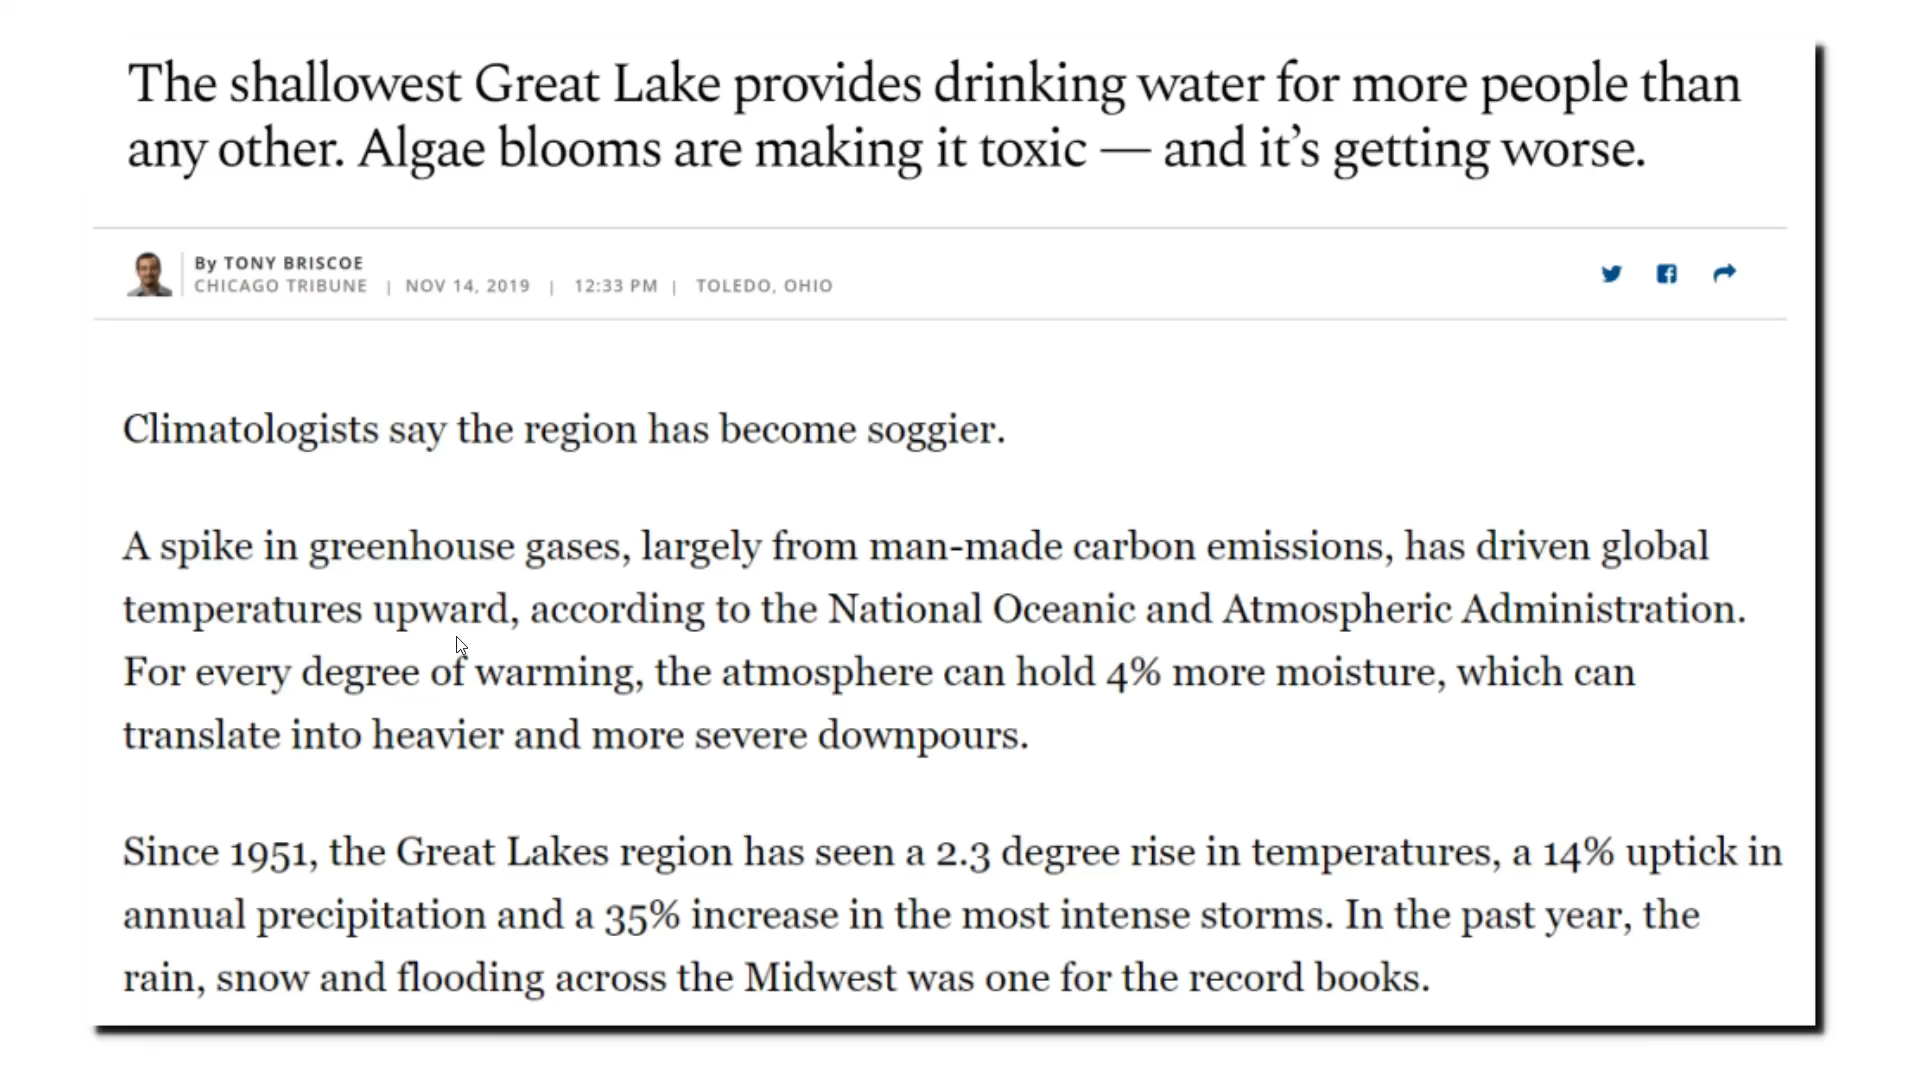 The shallowest Great Lake provides drinking water for more people than
any other. Algae blooms are making it toxic — and it’s getting worse.
By TONY BRISCOE
CHICAGO TRIBUNE | NOV 14, 2019 | 12:33 PM | TOLEDO, OHIO
Climatologists say the region has become soggier.
A spike in greenhouse gases, largely from man-made carbon emissions, has driven global
temperatures upward, according to the National Oceanic and Atmospheric Administration.
For every degree of warming, the atmosphere can hold 4% more moisture, which can
translate into heavier and more severe downpours.
Since 1951, the Great Lakes region has seen a 2.3 degree rise in temperatures, a 14% uptick in
annual precipitation and a 35% increase in the most intense storms. In the past year, the
rain, snow and flooding across the Midwest was one for the record books.